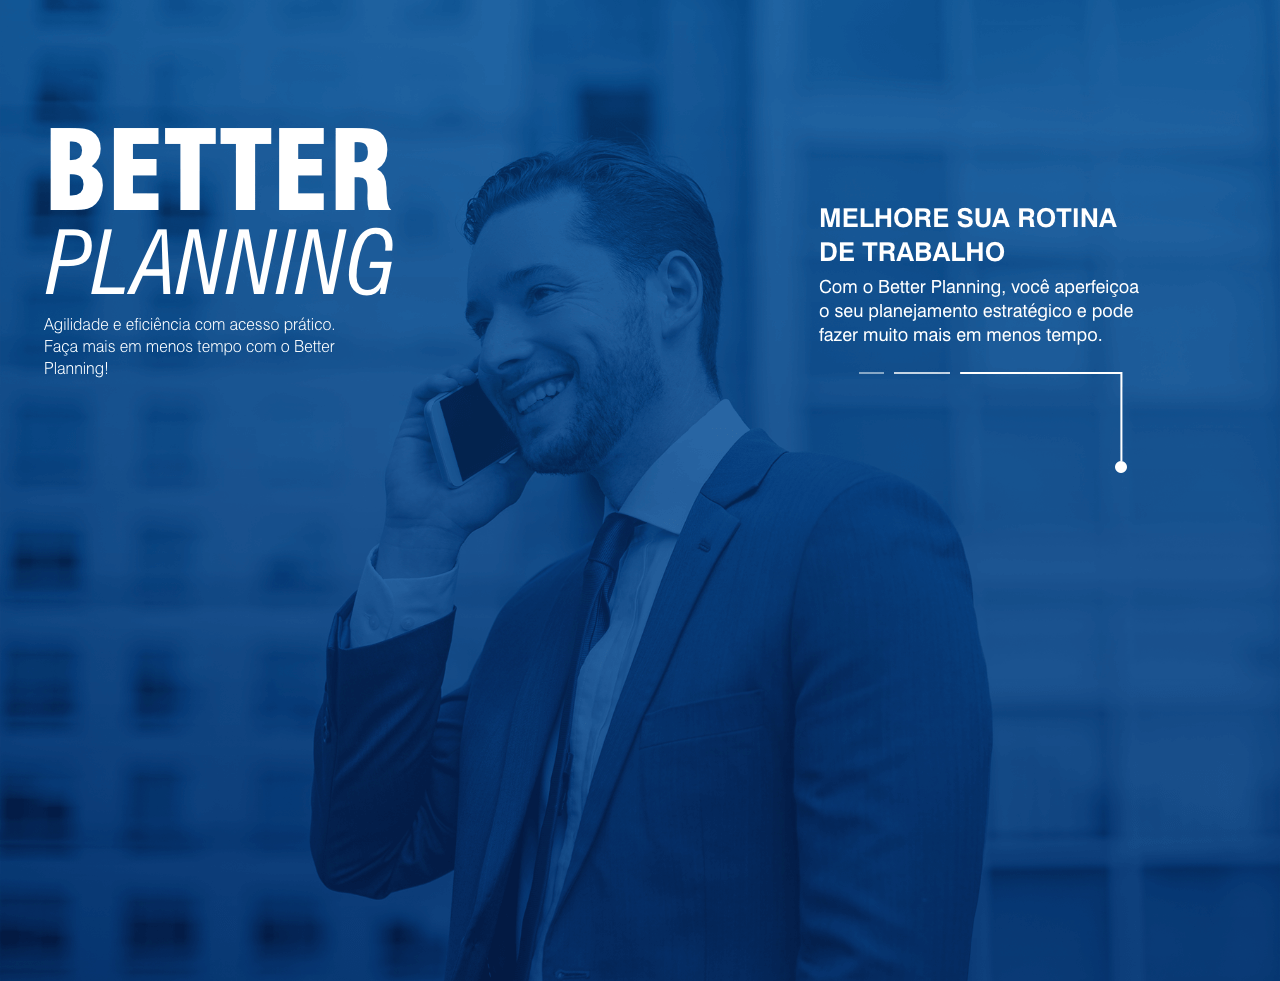 BETTER
PLANNING
Agilidade e eficiência com acesso prático.
Faça mais em menos tempo com o Better
Planning!
MELHORE SUA ROTINA
DE TRABALHO
Com o Better Planning, você aperfeiçoa
o seu planejamento estratégico e pode
fazer muito mais em menos tempo.